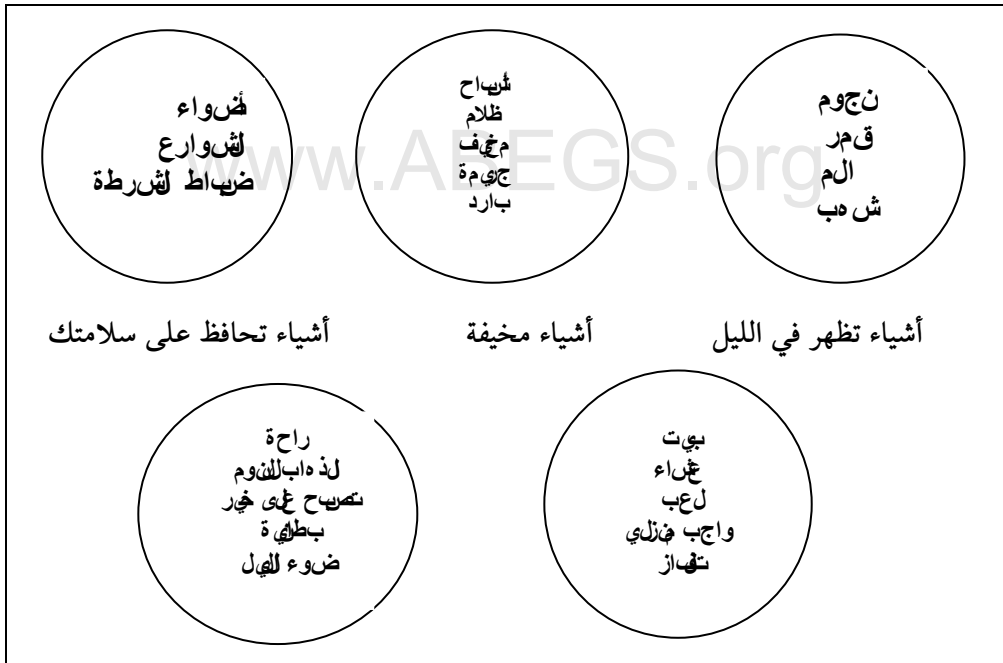 نجوم
قمر
الم
شهب
أشباح
ظلام
مخيف
جريمة
بارد
أضواء
الشوارع
ضباط الشرطة
www.ABEGS.org
أشياء تظهر في الليل
أشياء مخيفة
أشياء تحافظ على سلامتك
بيت
عشاء
لعب
واجب منزلي
تلفاز
راحة
الذهاب للنوم
تصبح على خير
بطانية
ضوء الليل